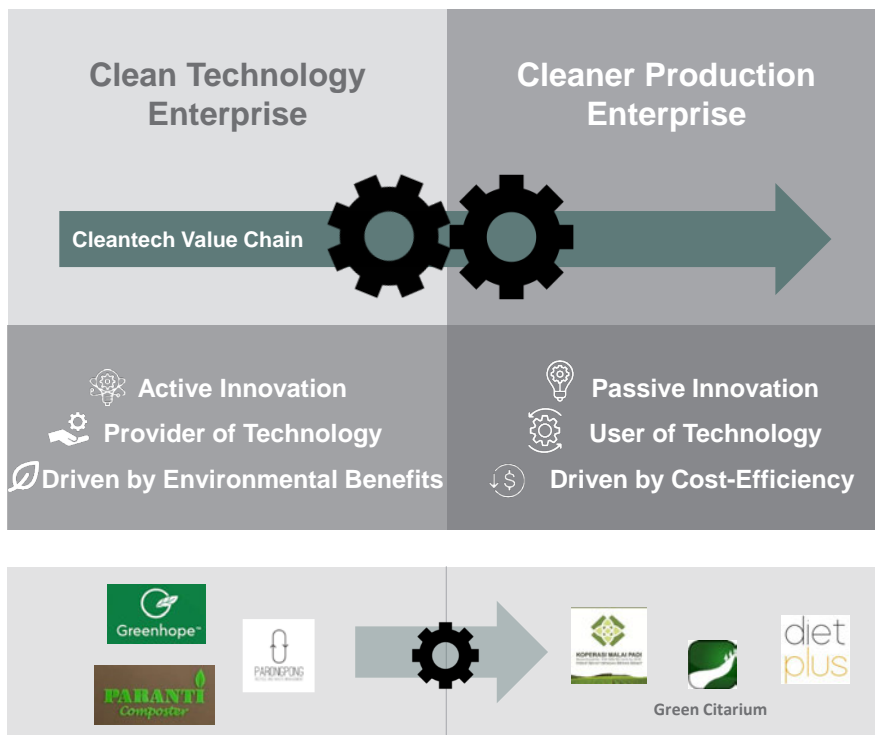 Clean Technology
Enterprise
Cleaner Production
Enterprise
Cleantech Value Chain
Active Innovation
Provider of Technology
Driven by Environmental Benefits
Passive Innovation
User of Technology
Driven by Cost-Efficiency
Greenhope™
PARONGPONG
PARANTI
Composter
KOPERASI MALAI PADI
diet
plus
Green Citarium